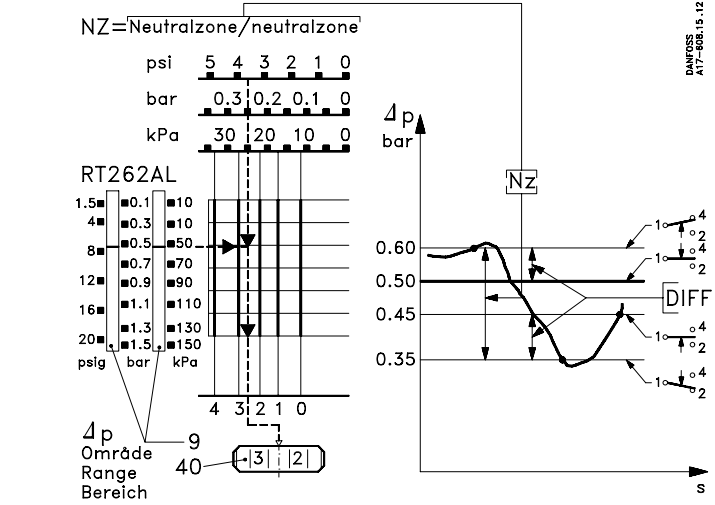 NZ=[Neutralzone/neutralzone]
psi 5 4 3 2 1 0
bar 0.3 0.2 0.1 0
kPa 30 20 10 0
RT262AL
1.5 0.1 10
4 0.3 10
8 0.5 50
0.7 70
12 0.9 90
16 1.1 110
1.3 130
20 1.5 150
psig bar kPa
4 3 2 1 0
9
40
3 2
Δp
Område
Range
Bereich
DANFOSS
A17-608.15.12
Δp
bar
Nz
0.60
0.50
0.45
0.35
DIFF
1 4 2
1 4 2
1 4 2
1 4 2
s